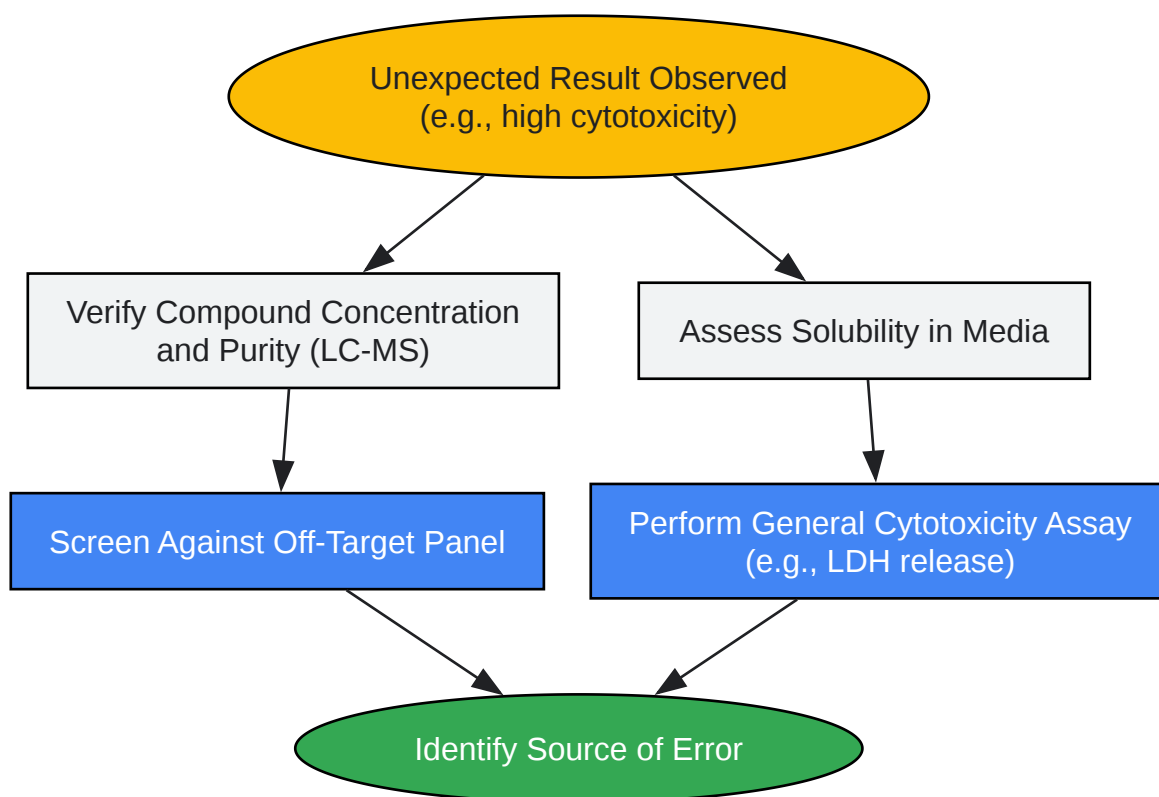 Unexpected Result Observed
(e.g., high cytotoxicity)
Verify Compound Concentration
and Purity (LC-MS)
Assess Solubility in Media
Screen Against Off-Target Panel
Perform General Cytotoxicity Assay
(e.g., LDH release)
Identify Source of Error